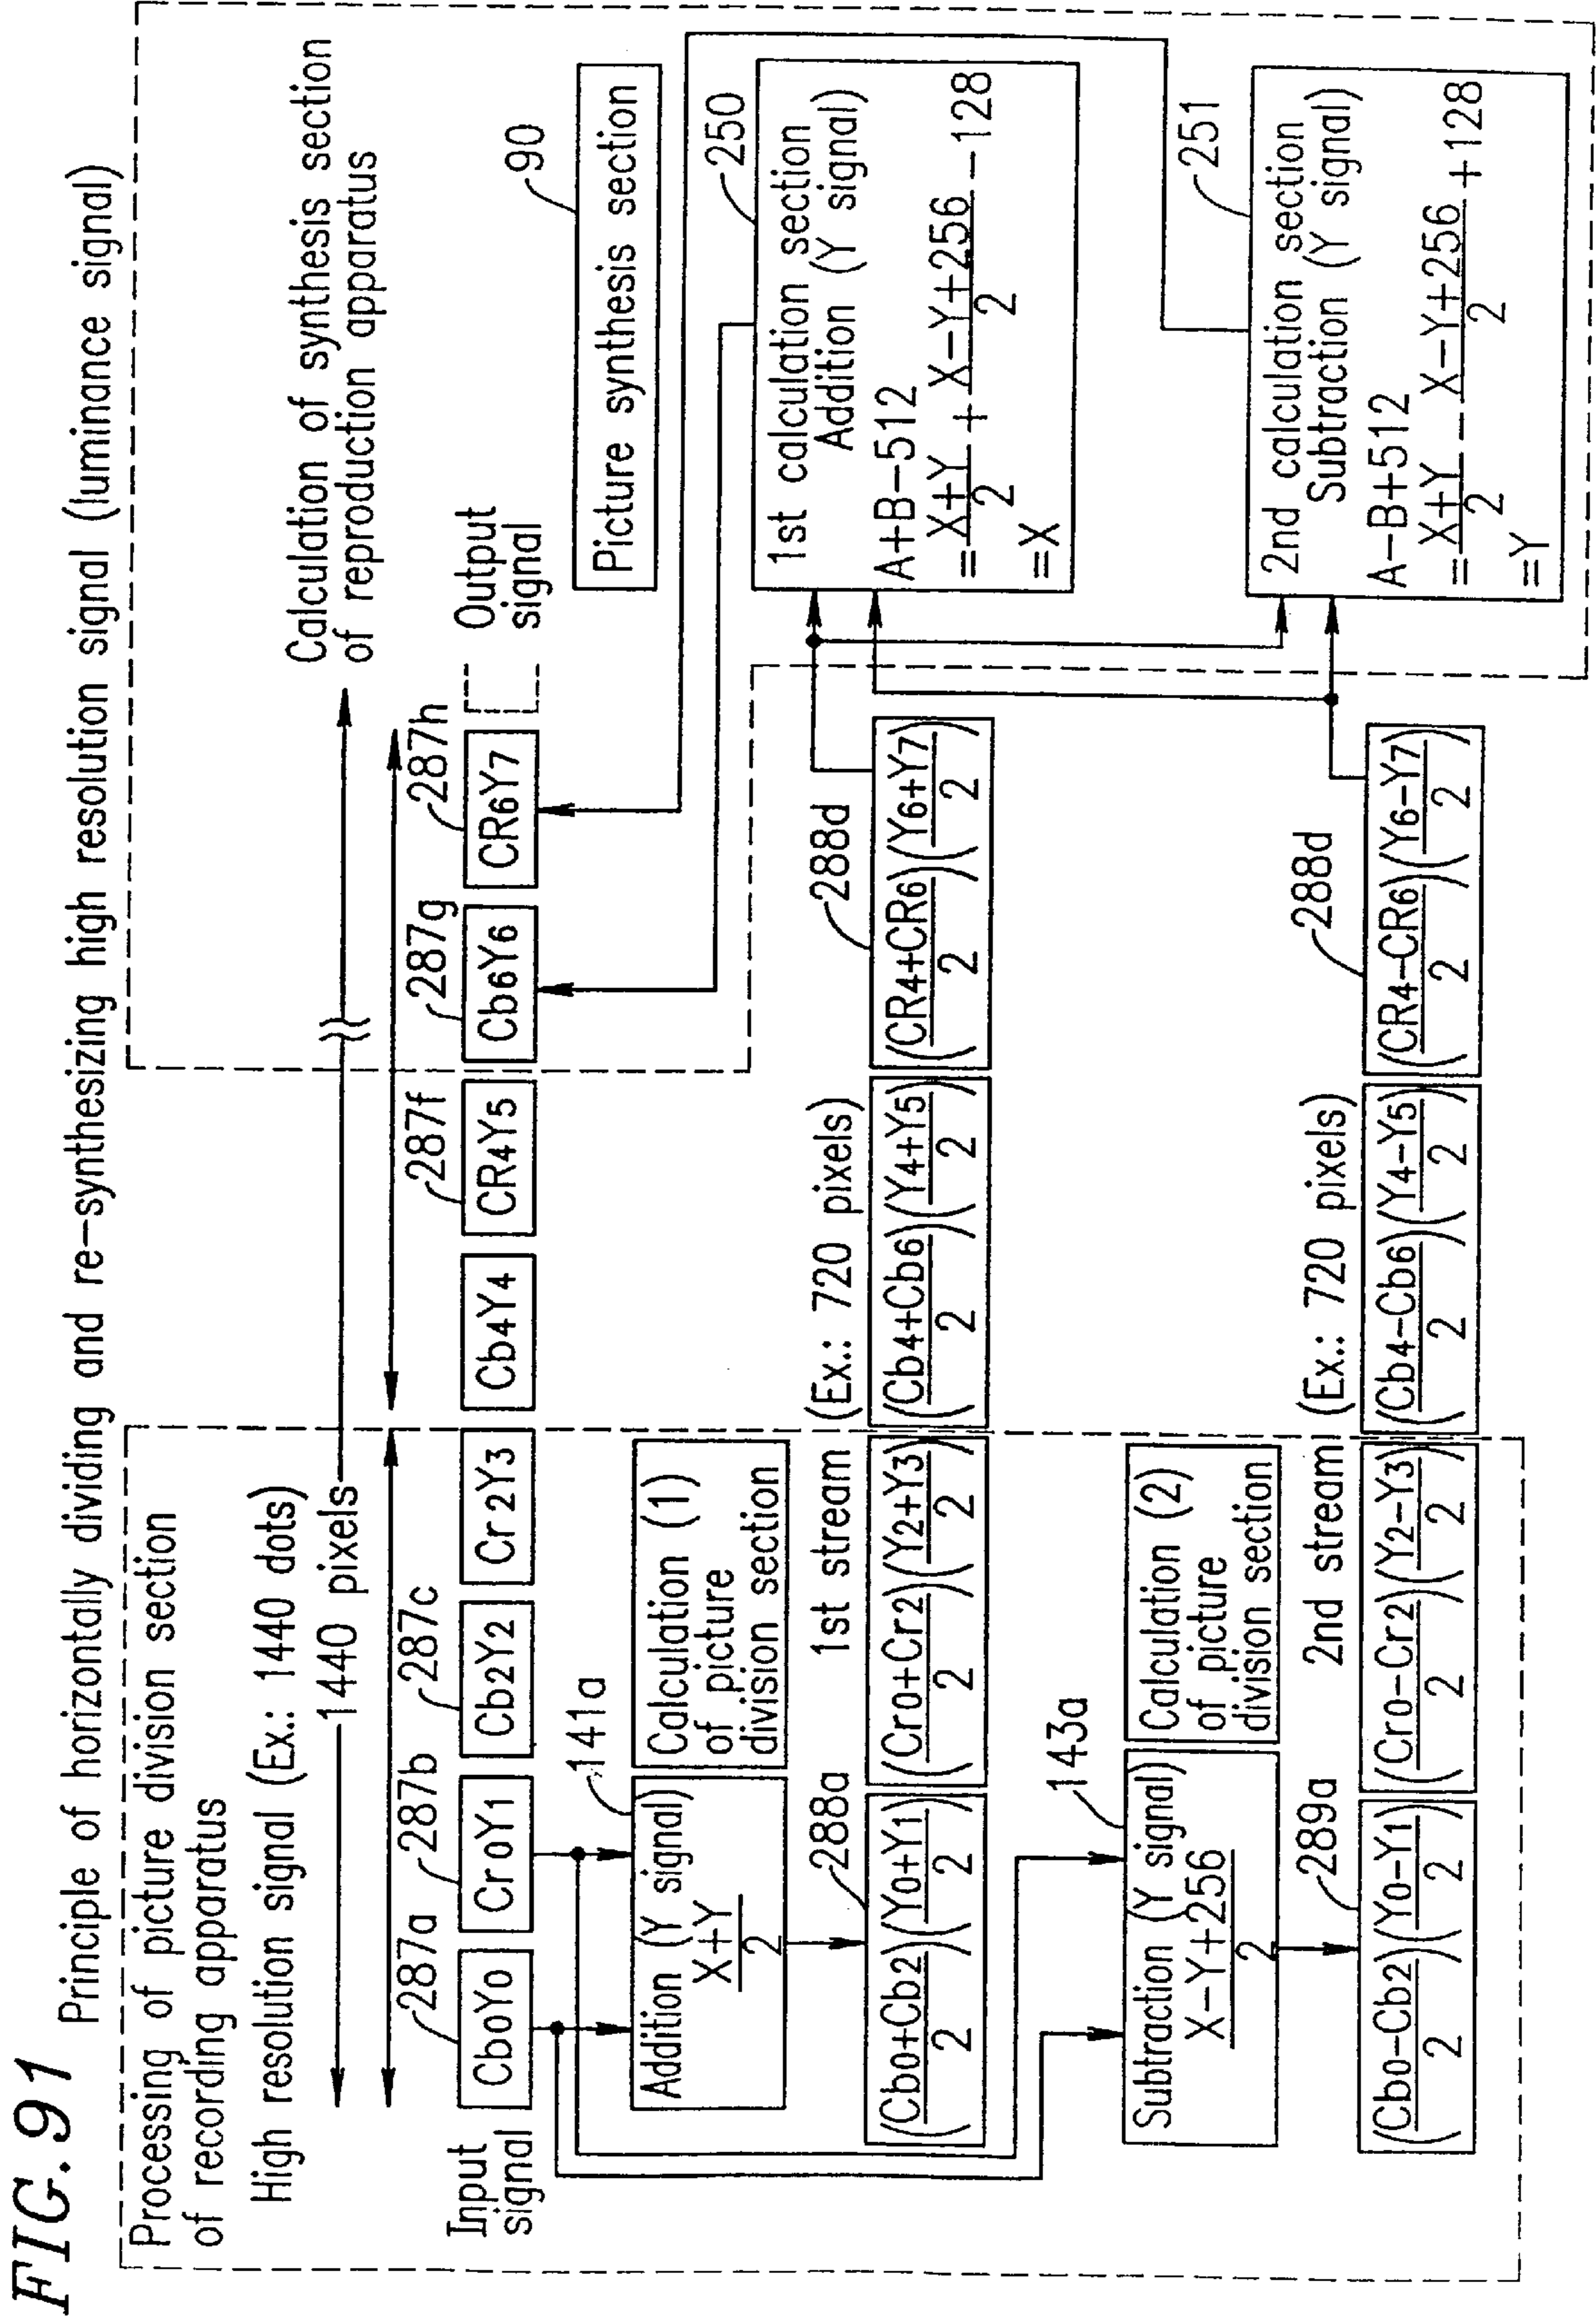 FIG. 91
Principle of horizontally dividing and re-synthesizing high resolution signal (luminance signal)
Processing of picture division section
of recording apparatus
High resolution signal (Ex.: 1440 dots)
1440 pixels
Calculation of synthesis section
of reproduction apparatus
287a
287b
287c
287f
287g
287h
Input
signal
Cb0Y0
Cr0Y1
Cb2Y2
Cr2Y3
Cb4Y4
CR4Y5
Cb6Y6
CR6Y7
Output
signal
90
Picture synthesis section
141a
Addition (Y signal)
X+Y
2
Calculation (1)
of picture
division section
250
1st calculation section
Addition (Y signal)
A+B-512
=X+Y/2 + X-Y+256/2 -128
=X
288a
1st stream
(Ex.: 720 pixels)
288d
(Cb0+Cb2/2)(Y0+Y1/2)
(Cr0+Cr2/2)(Y2+Y3/2)
(Cb4+Cb6/2)(Y4+Y5/2)
(CR4+CR6/2)(Y6+Y7/2)
143a
Subtraction (Y signal)
X-Y+256
2
Calculation (2)
of picture
division section
251
2nd calculation section
Subtraction (Y signal)
A-B+512
=X+Y/2 - X-Y+256/2 +128
=Y
289a
2nd stream
(Ex.: 720 pixels)
288d
(Cb0-Cb2/2)(Y0-Y1/2)
(Cr0-Cr2/2)(Y2-Y3/2)
(Cb4-Cb6/2)(Y4-Y5/2)
(CR4-CR6/2)(Y6-Y7/2)